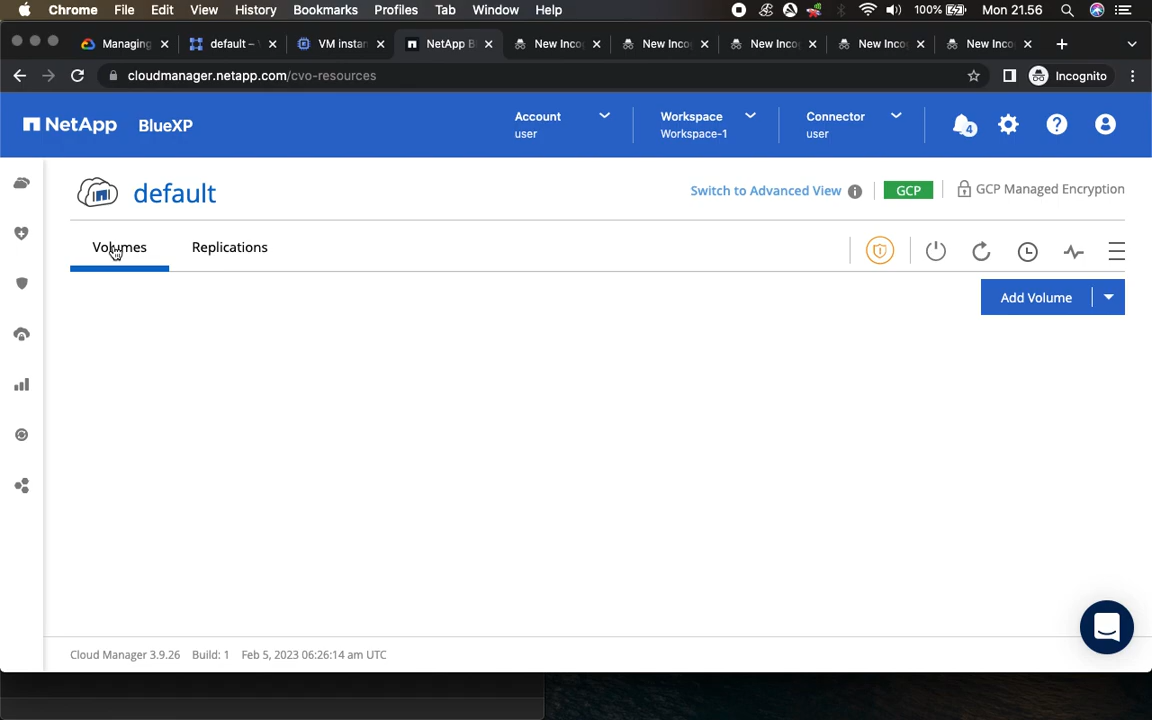 Chrome File Edit View History Bookmarks Profiles Tab Window Help 100% Mon 21.56
Managing default – VM instan NetApp B New Inco New Inco New Inco New Inco New Inco
cloudmanager.netapp.com/cvo-resources Incognito
NetApp BlueXP
Account
user
Workspace
Workspace-1
Connector
user
4
default
Switch to Advanced View GCP GCP Managed Encryption
Volumes Replications
Add Volume
Cloud Manager 3.9.26 Build: 1 Feb 5, 2023 06:26:14 am UTC